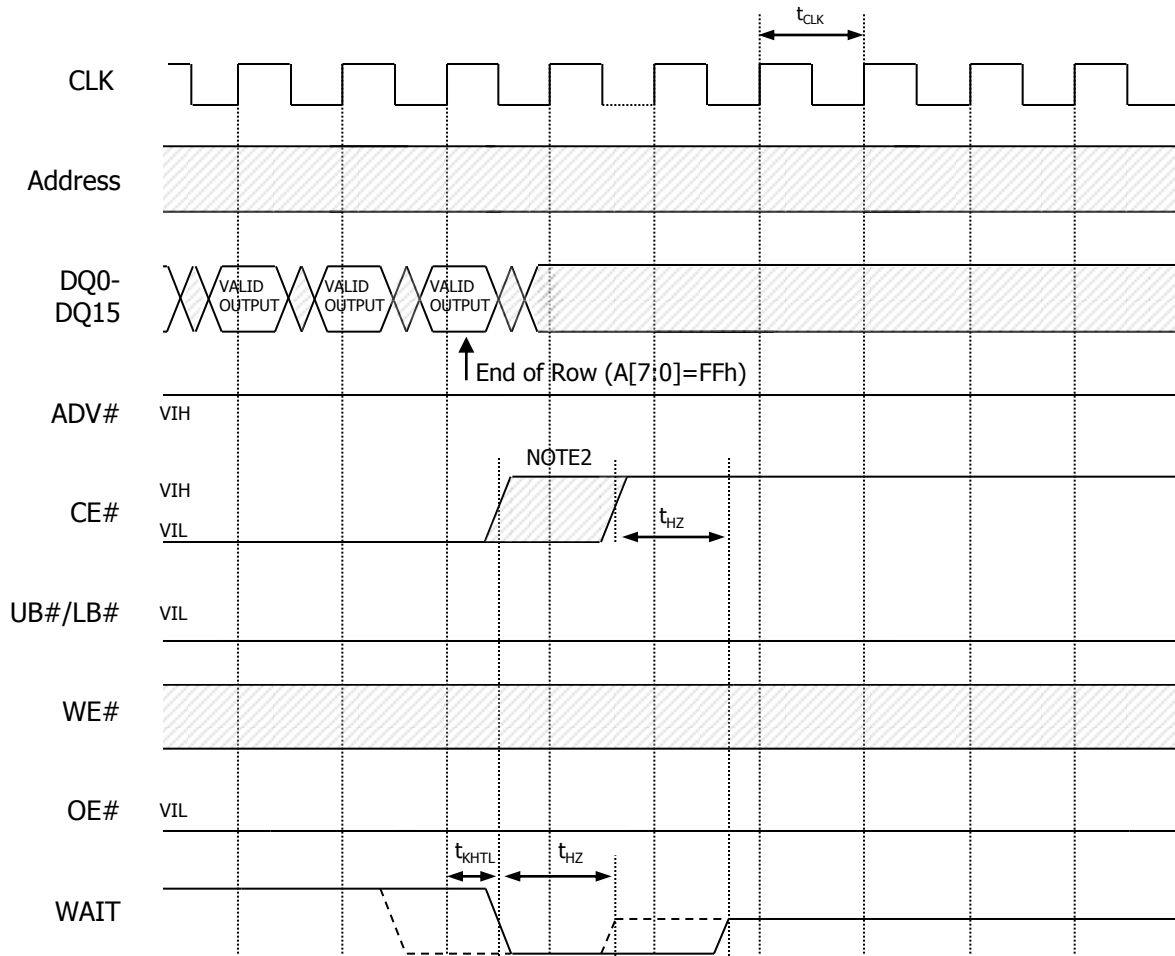 tCLK
CLK
Address
DQ0-
DQ15
VALID
OUTPUT
VALID
OUTPUT
VALID
OUTPUT
End of Row (A[7:0]=FFh)
ADV#
VIH
NOTE2
CE#
VIH
VIL
tHZ
UB#/LB#
VIL
WE#
OE#
VIL
tKHTL
tHZ
WAIT